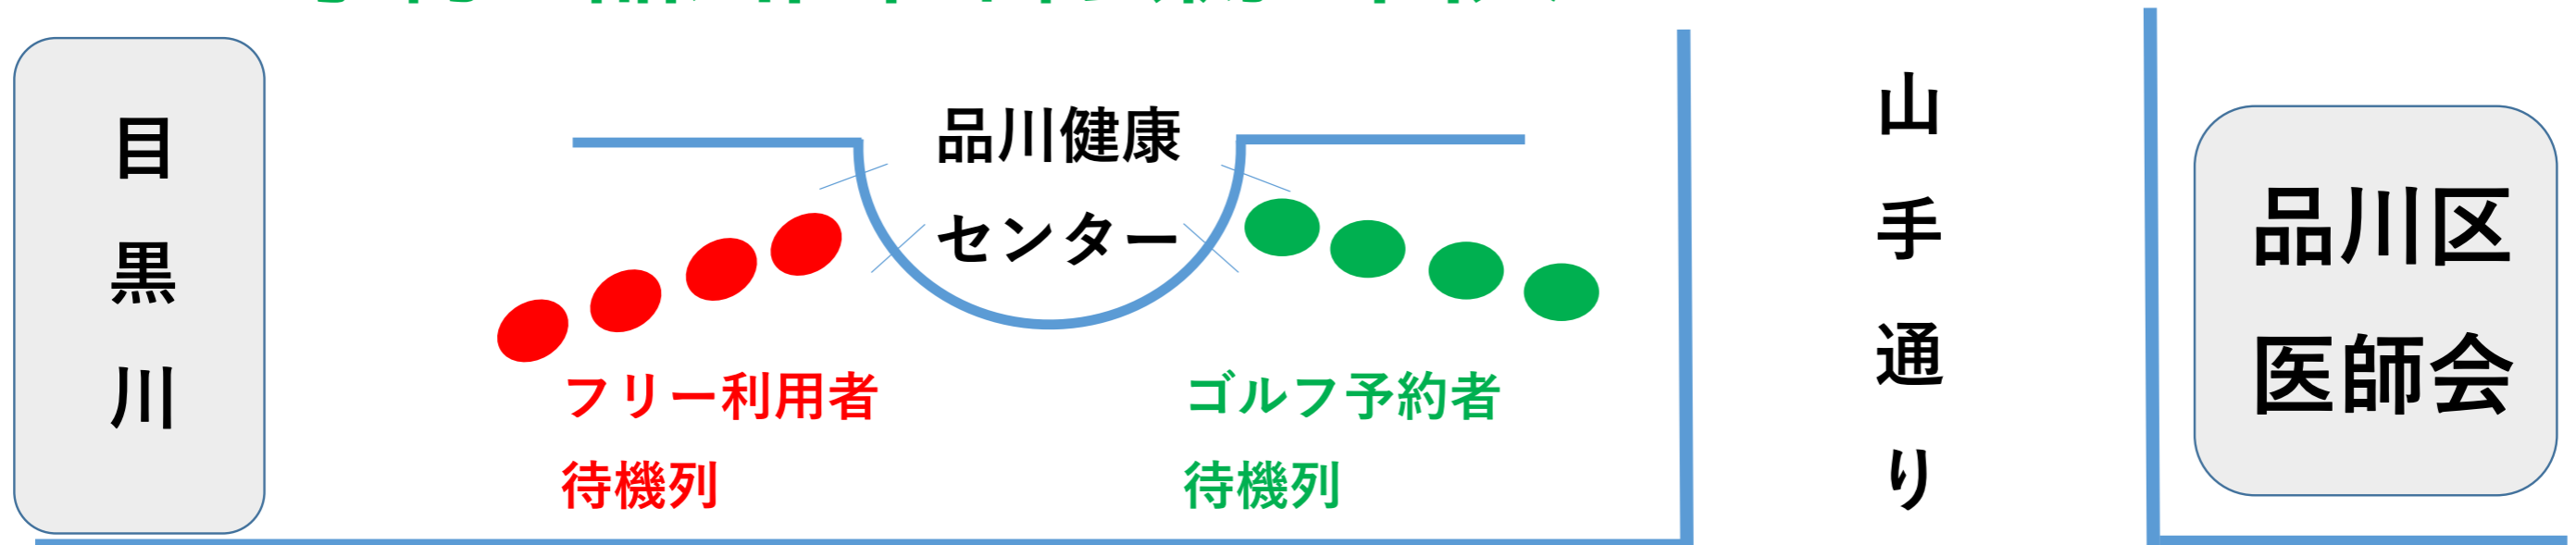 目黒川
品川健康
センター
フリー利用者
待機列
ゴルフ予約者
待機列
山手通り
品川区
医師会